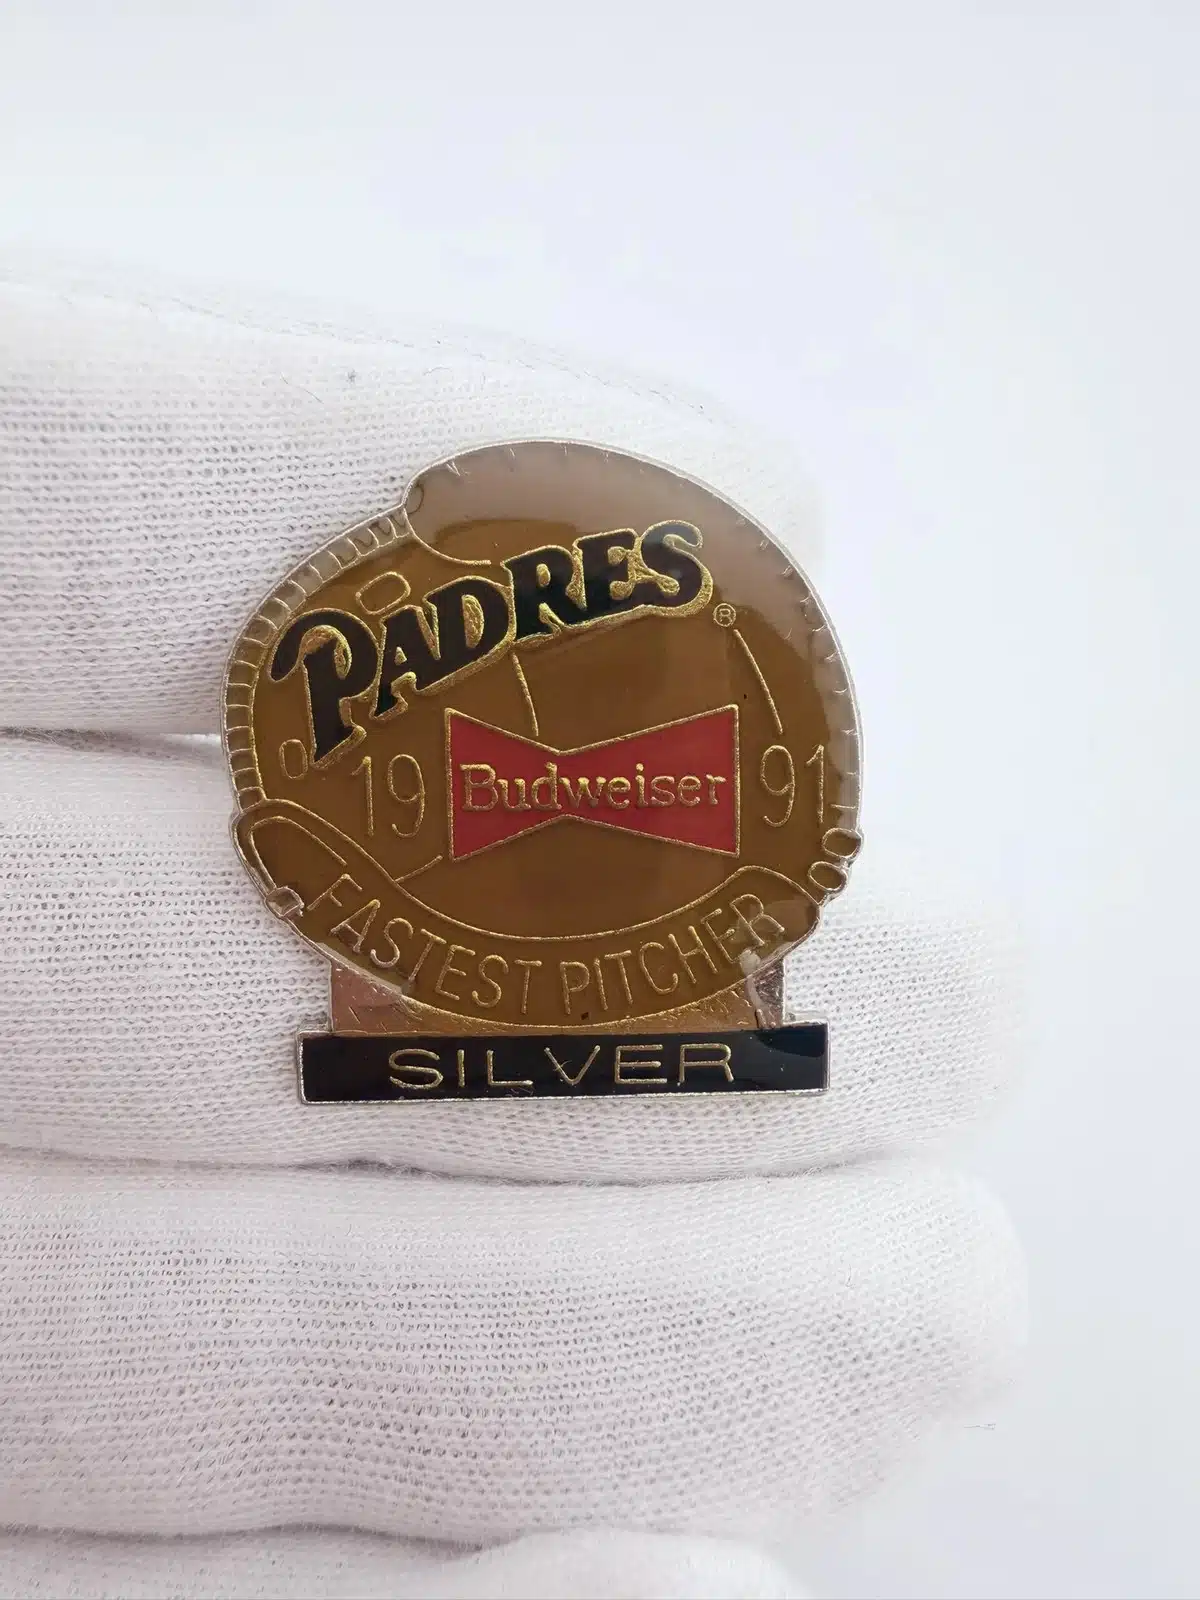 PADRES®
19 Budweiser 91
FASTEST PITCHER
SILVER